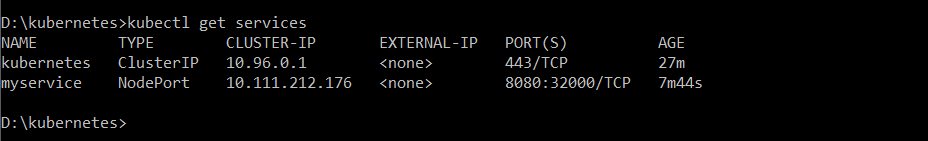 D:\kubernetes>kubectl get services
NAME TYPE CLUSTER-IP EXTERNAL-IP PORT(S) AGE
kubernetes ClusterIP 10.96.0.1 <none> 443/TCP 27m
myservice NodePort 10.111.212.176 <none> 8080:32000/TCP 7m44s
D:\kubernetes>